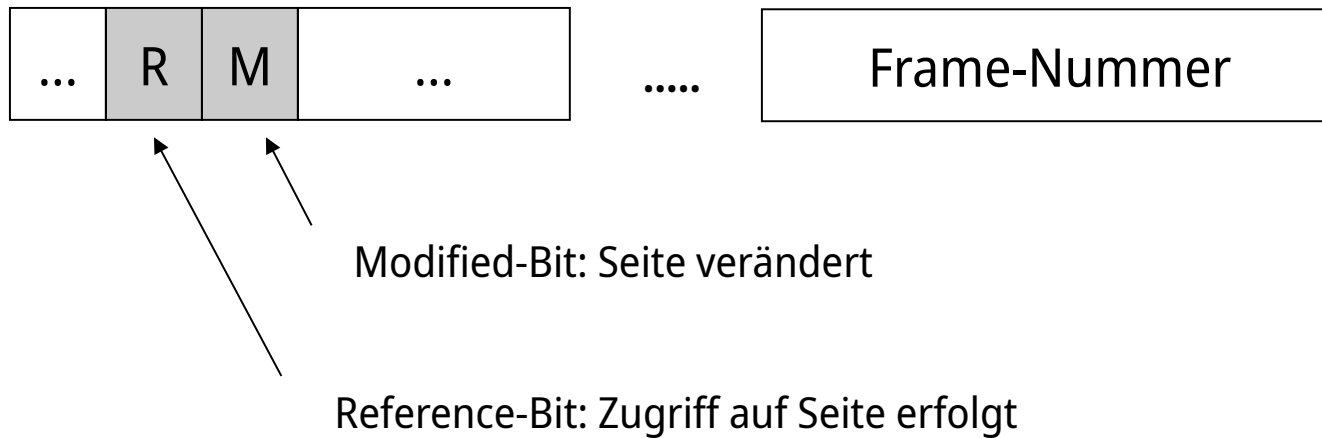 ... R M ... ..... Frame-Nummer
Modified-Bit: Seite verändert
Reference-Bit: Zugriff auf Seite erfolgt